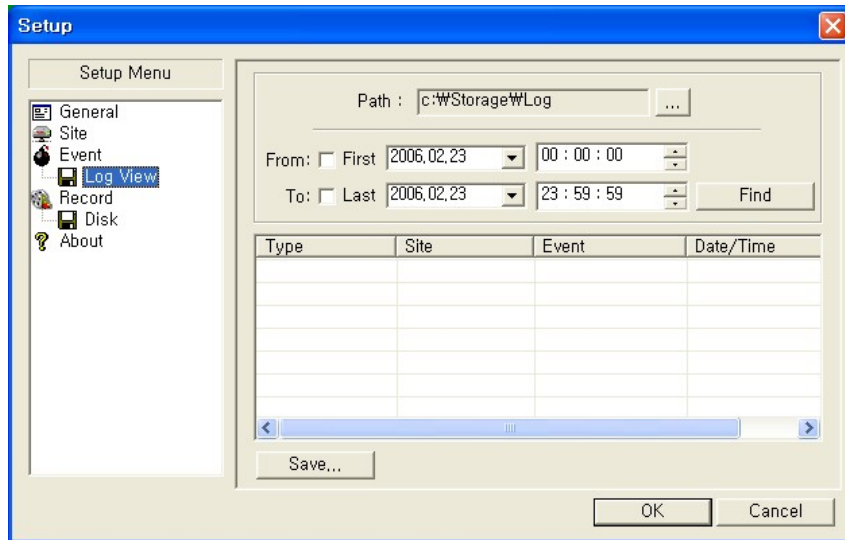 Setup
Setup Menu
General
Site
Event
Log View
Record
Disk
About
Path : c:₩Storage₩Log ...
From: First 2006,02,23 00 : 00 : 00
To: Last 2006,02,23 23 : 59 : 59 Find
Type Site Event Date/Time
Save,,,
OK Cancel